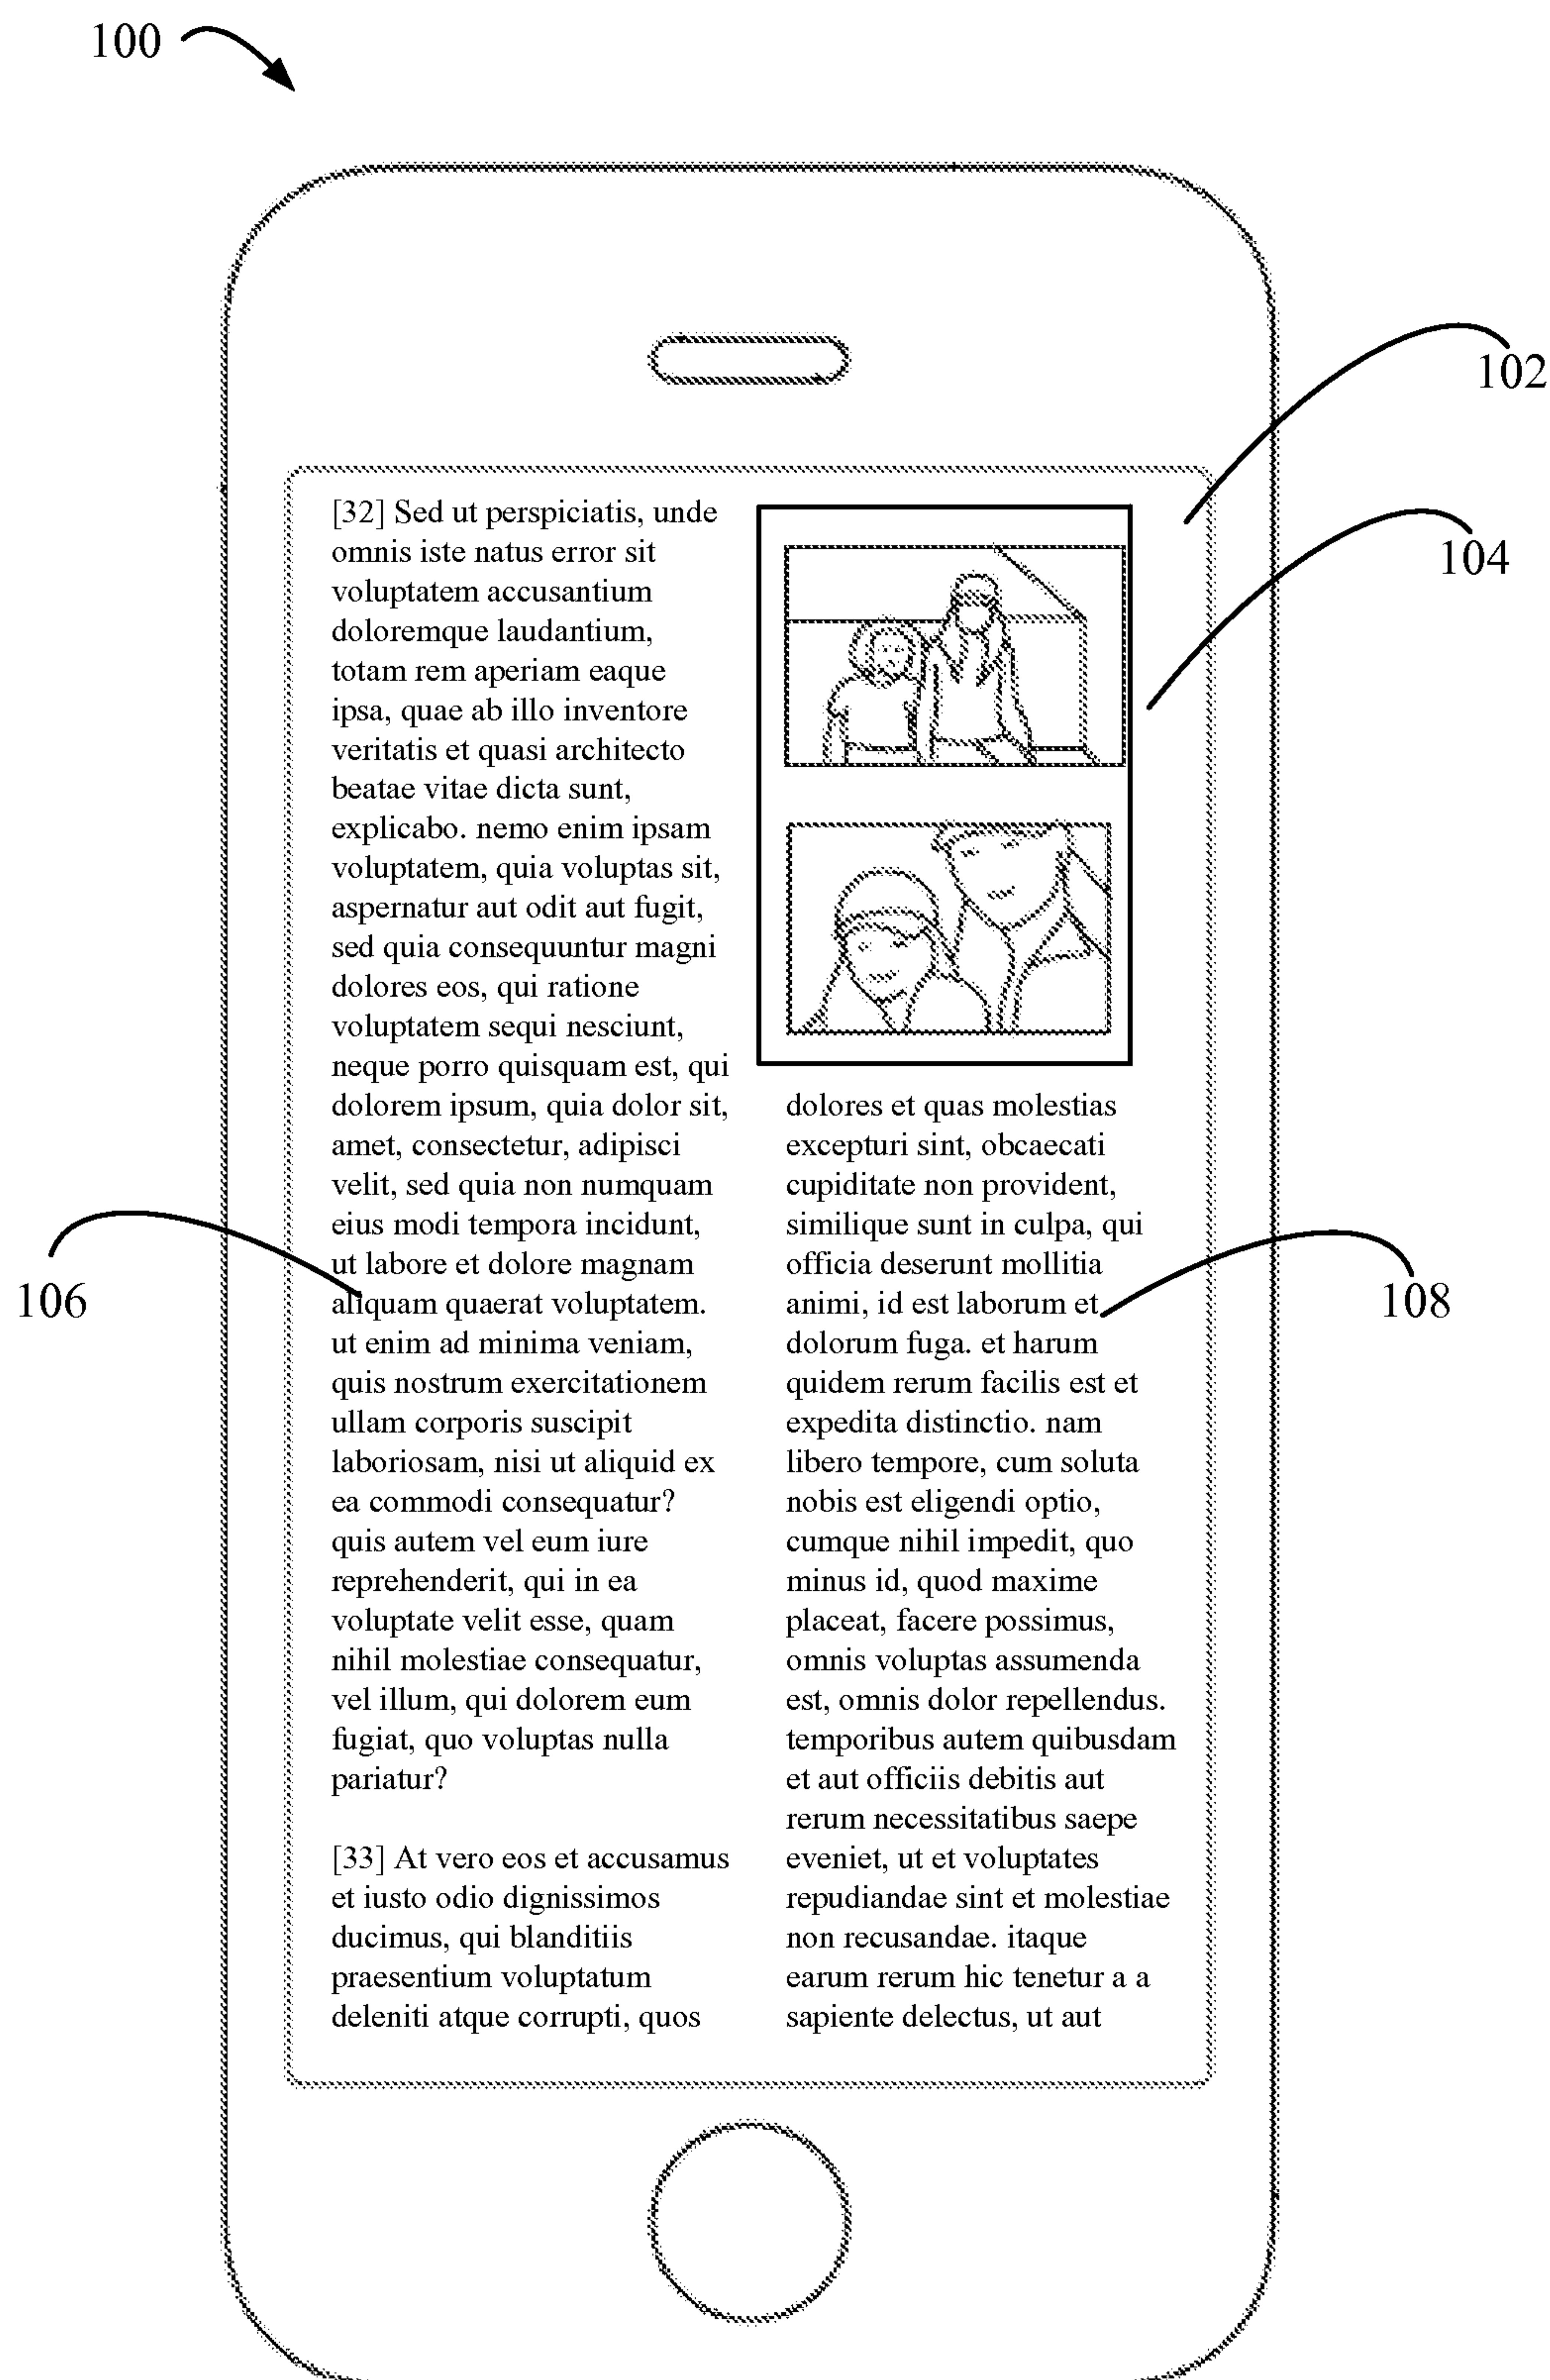 100
102
104
[32] Sed ut perspiciatis, unde
omnis iste natus error sit
voluptatem accusantium
doloremque laudantium,
totam rem aperiam eaque
ipsa, quae ab illo inventore
veritatis et quasi architecto
beatae vitae dicta sunt,
explicabo. nemo enim ipsam
voluptatem, quia voluptas sit,
aspernatur aut odit aut fugit,
sed quia consequuntur magni
dolores eos, qui ratione
voluptatem sequi nesciunt,
neque porro quisquam est, qui
dolorem ipsum, quia dolor sit,
amet, consectetur, adipisci
velit, sed quia non numquam
eius modi tempora incidunt,
ut labore et dolore magnam
aliquam quaerat voluptatem.
ut enim ad minima veniam,
quis nostrum exercitationem
ullam corporis suscipit
laboriosam, nisi ut aliquid ex
ea commodi consequatur?
quis autem vel eum iure
reprehenderit, qui in ea
voluptate velit esse, quam
nihil molestiae consequatur,
vel illum, qui dolorem eum
fugiat, quo voluptas nulla
pariatur?
[33] At vero eos et accusamus
et iusto odio dignissimos
ducimus, qui blanditiis
praesentium voluptatum
deleniti atque corrupti, quos
dolores et quas molestias
excepturi sint, obcaecati
cupiditate non provident,
similique sunt in culpa, qui
officia deserunt mollitia
animi, id est laborum et
dolorum fuga. et harum
quidem rerum facilis est et
expedita distinctio. nam
libero tempore, cum soluta
nobis est eligendi optio,
cumque nihil impedit, quo
minus id, quod maxime
placeat, facere possimus,
omnis voluptas assumenda
est, omnis dolor repellendus.
temporibus autem quibusdam
et aut officiis debitis aut
rerum necessitatibus saepe
eveniet, ut et voluptates
repudiandae sint et molestiae
non recusandae. itaque
earum rerum hic tenetur a a
sapiente delectus, ut aut
106
108